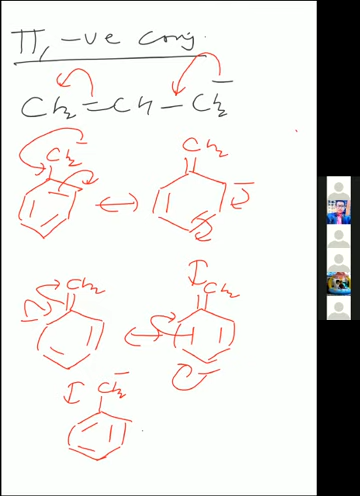 π, -ve conj
CH₂=CH-CH₂⁻
CH₂⁻
CH₂
CH₂
CH₂
CH₂⁻